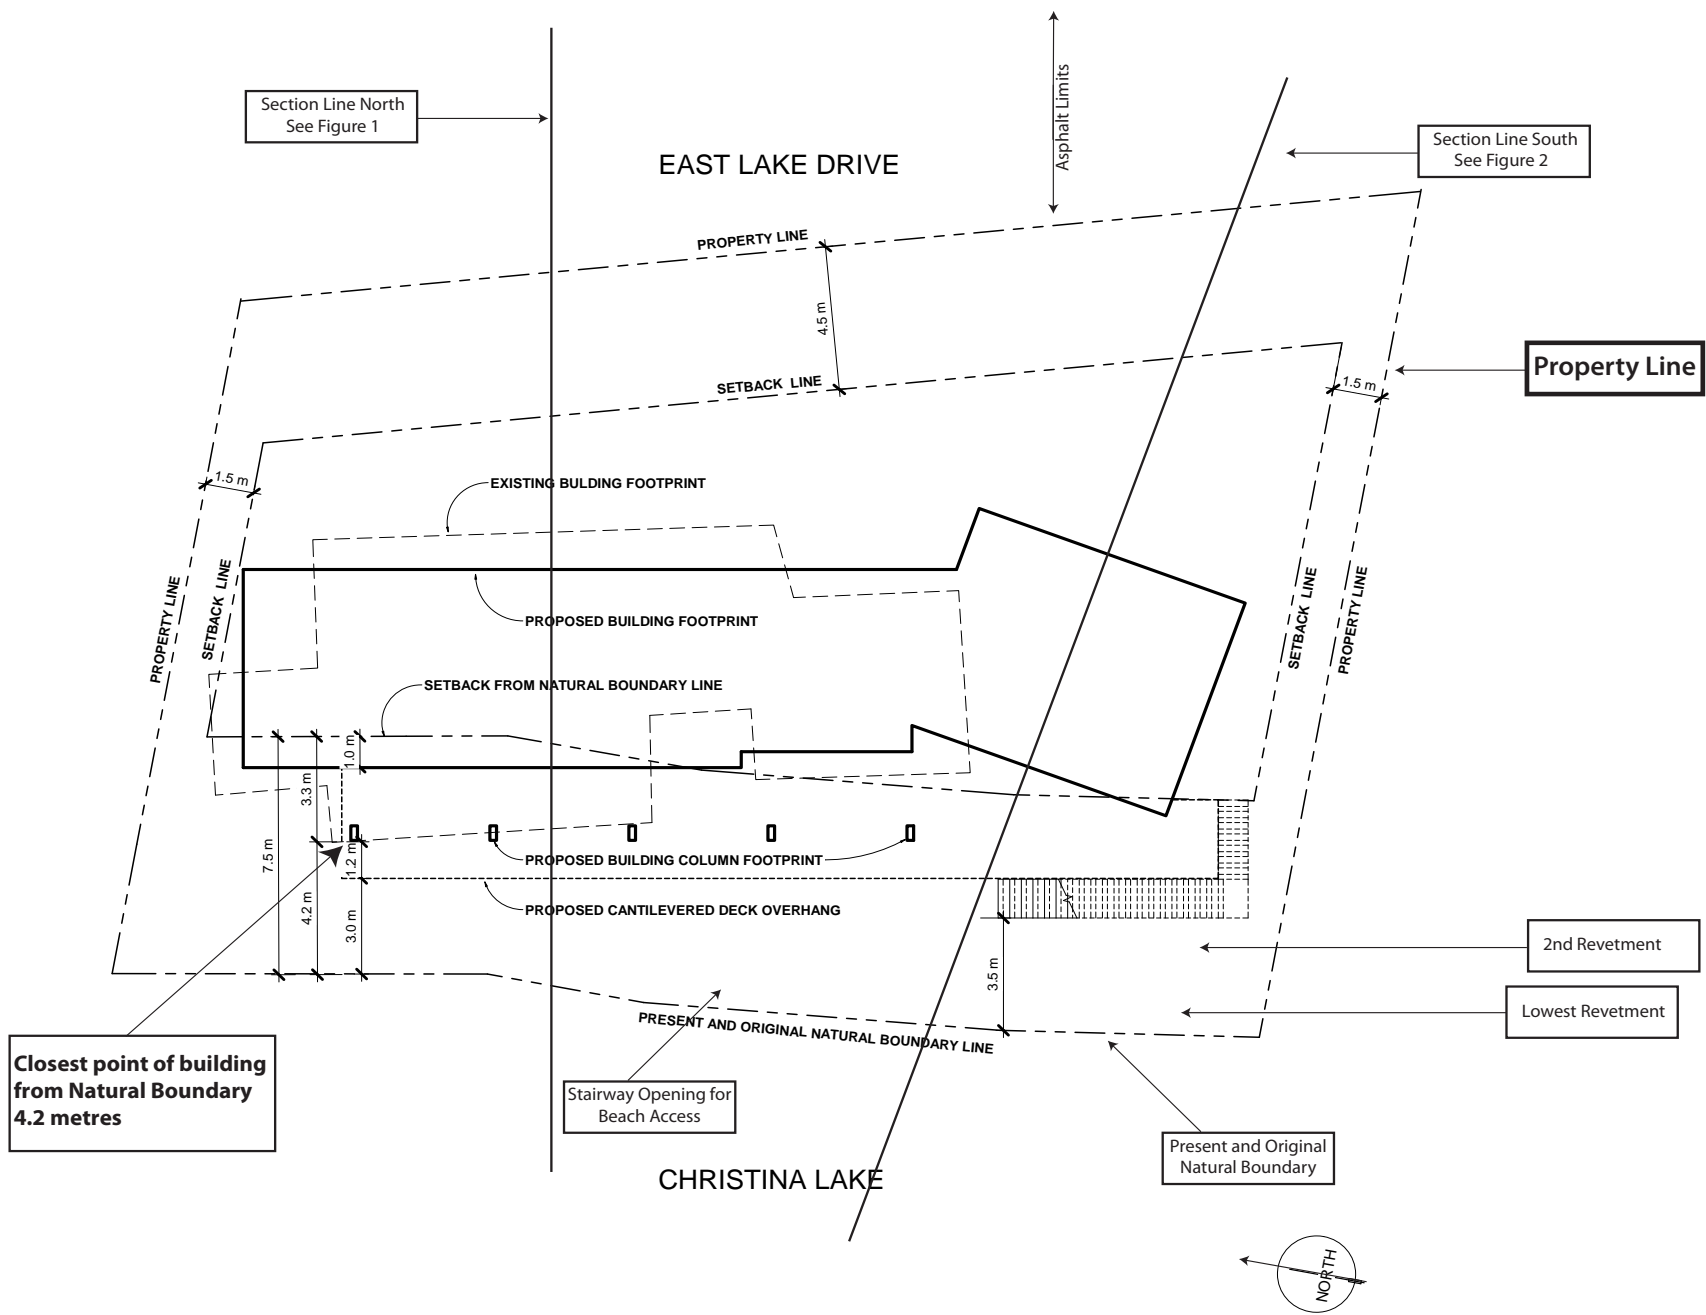 Section Line North
See Figure 1
Asphalt Limits
EAST LAKE DRIVE
Section Line South
See Figure 2
PROPERTY LINE
4.5 m
SETBACK LINE
Property Line
1.5 m
1.5 m
EXISTING BULDING FOOTPRINT
PROPERTY LINE
SETBACK LINE
PROPOSED BUILDING FOOTPRINT
SETBACK LINE
PROPERTY LINE
SETBACK FROM NATURAL BOUNDARY LINE
1.0 m
3.3 m
7.5 m
1.2 m
PROPOSED BUILDING COLUMN FOOTPRINT
4.2 m
3.0 m
PROPOSED CANTILEVERED DECK OVERHANG
2nd Revetment
3.5 m
Lowest Revetment
PRESENT AND ORIGINAL NATURAL BOUNDARY LINE
Closest point of building
from Natural Boundary
4.2 metres
Stairway Opening for
Beach Access
Present and Original
Natural Boundary
CHRISTINA LAKE
NORTH